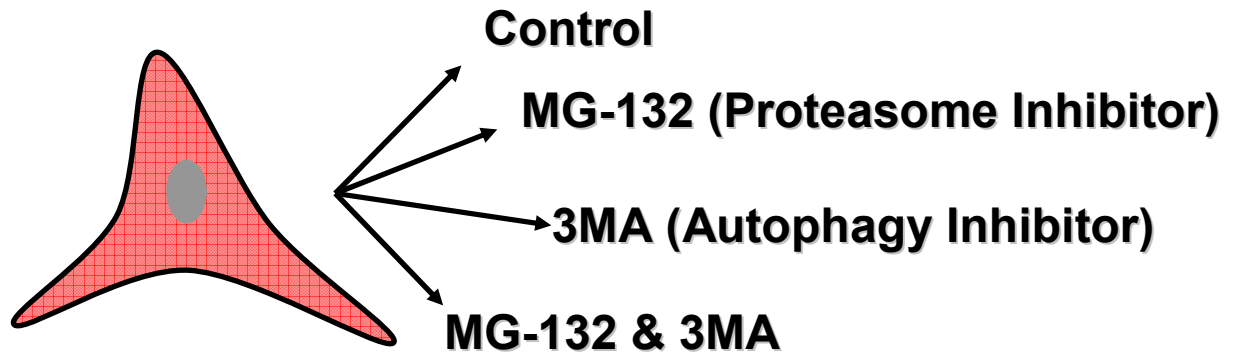 Control
MG-132 (Proteasome Inhibitor)
3MA (Autophagy Inhibitor)
MG-132 & 3MA